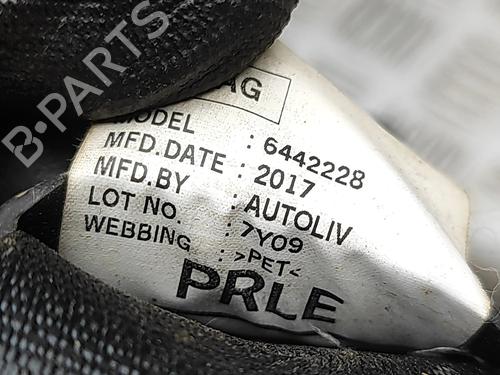 AG
MODEL : 6442228
MFD.DATE : 2017
MFD.BY : AUTOLIV
LOT NO. : 7Y09
WEBBING : >PET<
PRLE
B-PARTS